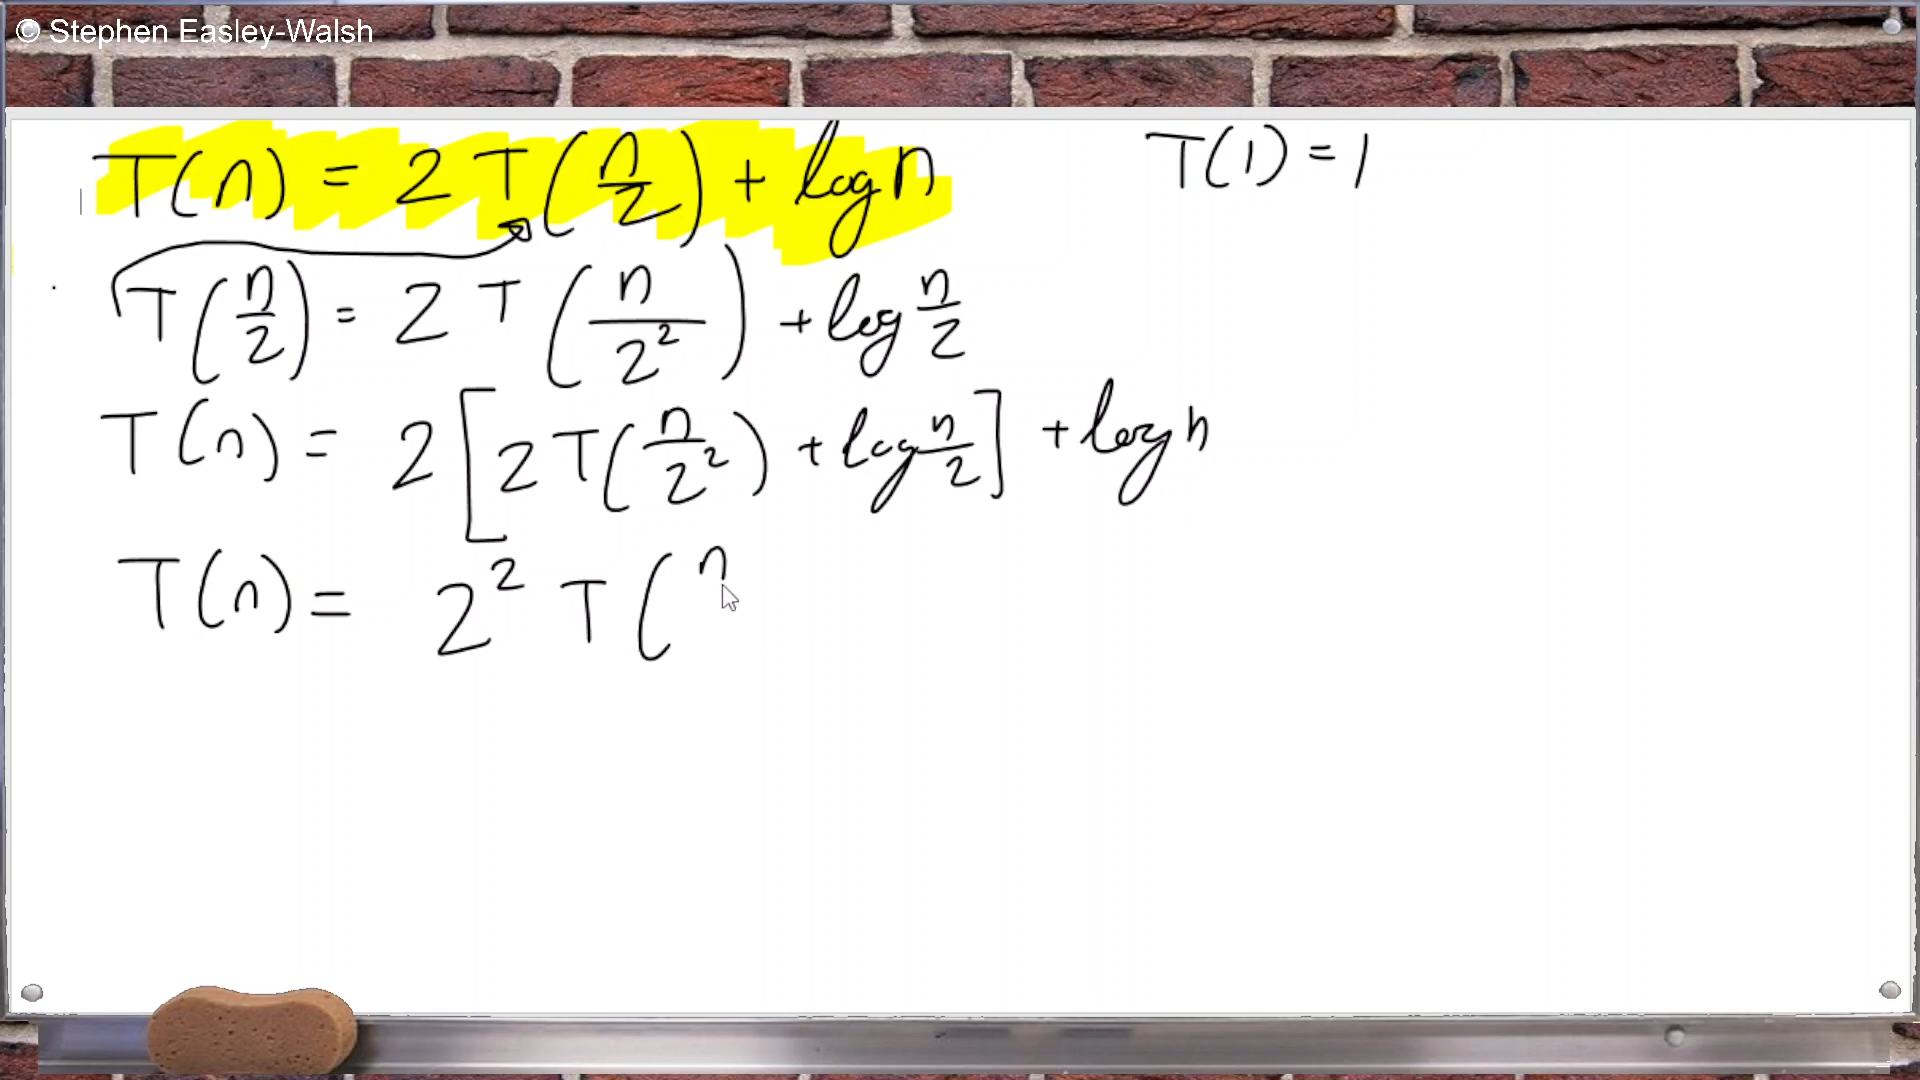 © Stephen Easley-Walsh
T(n) = 2T(n/2) + log n    T(1) = 1
T(n/2) = 2T(n/2²) + log n/2
T(n) = 2[2T(n/2²) + log n/2] + log n
T(n) = 2² T(n